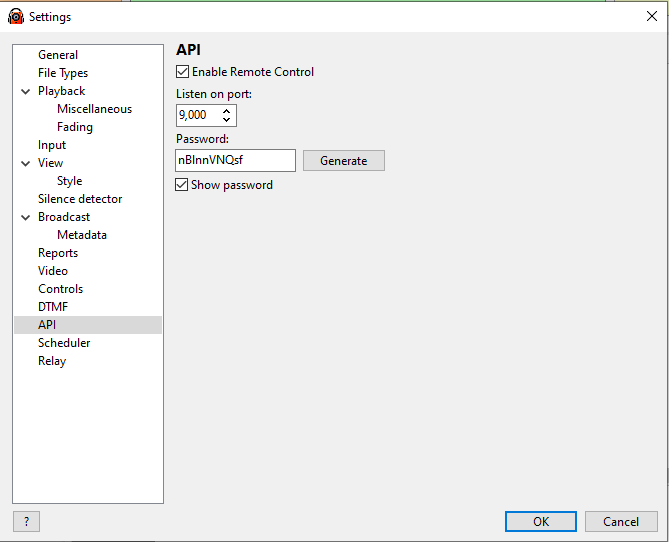 Settings
General
File Types
Playback
Miscellaneous
Fading
Input
View
Style
Silence detector
Broadcast
Metadata
Reports
Video
Controls
DTMF
API
Scheduler
Relay
API
Enable Remote Control
Listen on port:
9,000
Password:
nBInnVNQsf
Generate
Show password
?
OK
Cancel